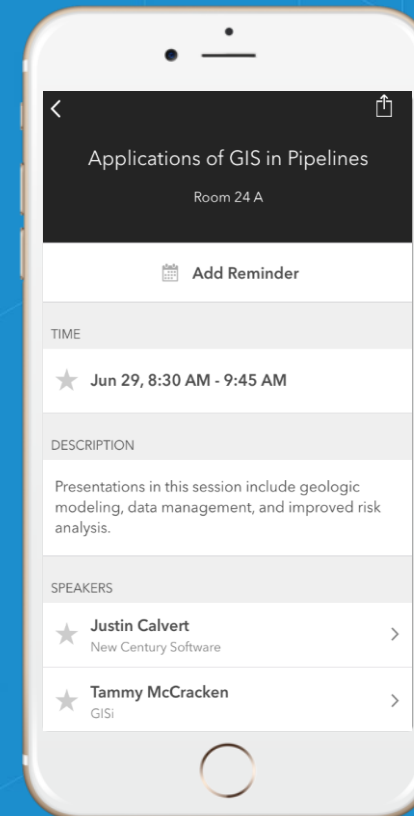 Applications of GIS in Pipelines
Room 24 A
Add Reminder
TIME
Jun 29, 8:30 AM - 9:45 AM
DESCRIPTION
Presentations in this session include geologic
modeling, data management, and improved risk
analysis.
SPEAKERS
Justin Calvert
New Century Software
Tammy McCracken
GISi